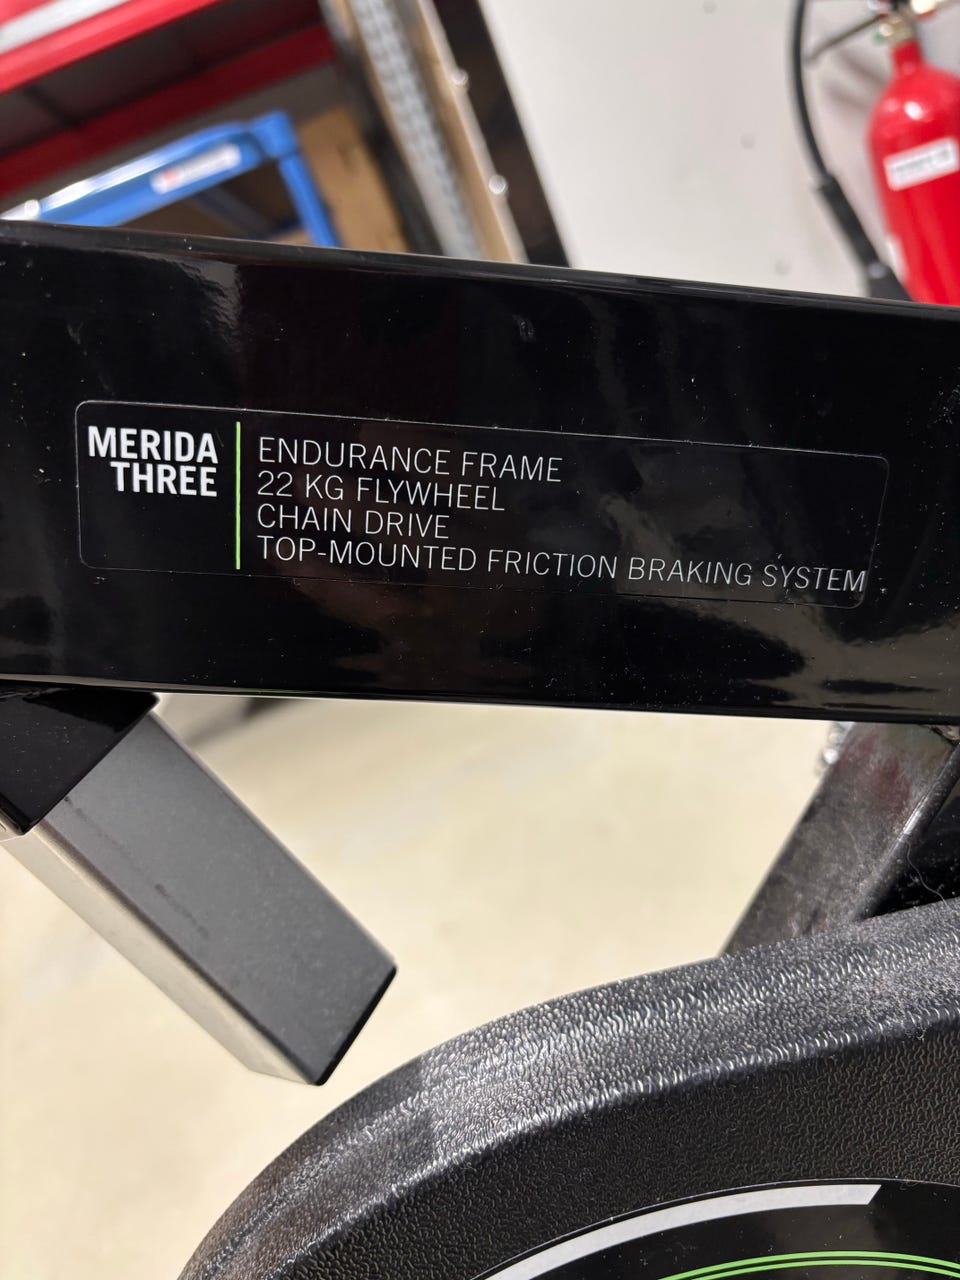 MERIDA
THREE
ENDURANCE FRAME
22 KG FLYWHEEL
CHAIN DRIVE
TOP-MOUNTED FRICTION BRAKING SYSTEM